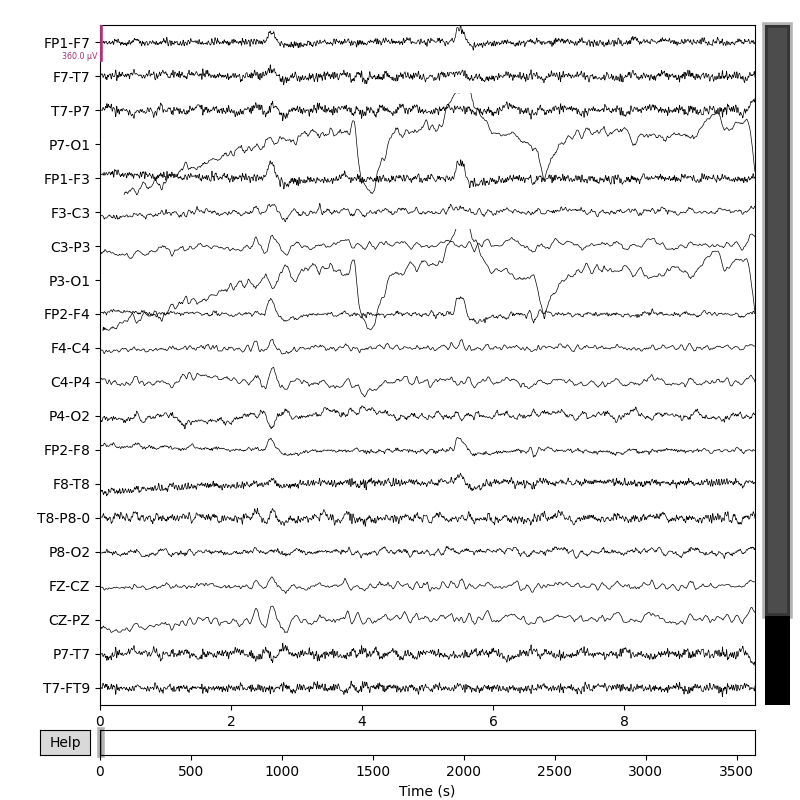 FP1-F7
360.0 µV
F7-T7
T7-P7
P7-O1
FP1-F3
F3-C3
C3-P3
P3-O1
FP2-F4
F4-C4
C4-P4
P4-O2
FP2-F8
F8-T8
T8-P8-0
P8-O2
FZ-CZ
CZ-PZ
P7-T7
T7-FT9
0 2 4 6 8
Help
0 500 1000 1500 2000 2500 3000 3500
Time (s)